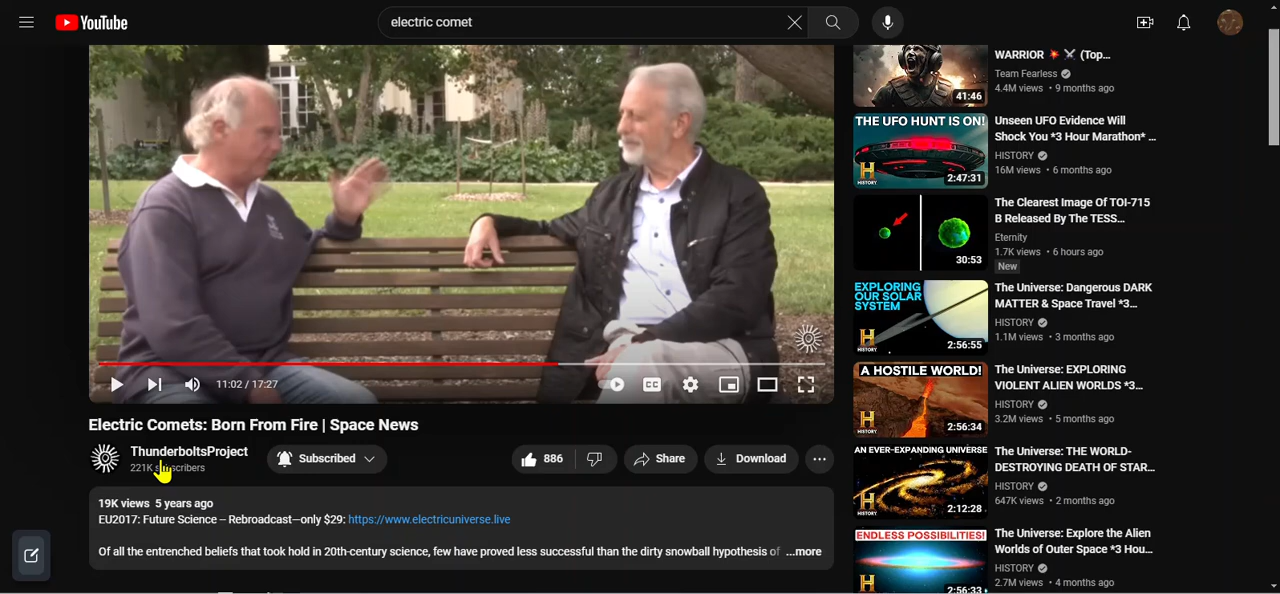 YouTube
electric comet
11:02 / 17:27
CC
Electric Comets: Born From Fire | Space News
ThunderboltsProject
221K subscribers
Subscribed
886
Share
Download
19K views 5 years ago
EU2017: Future Science -- Rebroadcast—only $29: https://www.electricuniverse.live
Of all the entrenched beliefs that took hold in 20th-century science, few have proved less successful than the dirty snowball hypothesis of ...more
41:46
WARRIOR 💥 ⚔️ (Top...
Team Fearless
4.4M views • 9 months ago
THE UFO HUNT IS ON!
H
HISTORY
2:47:31
Unseen UFO Evidence Will
Shock You *3 Hour Marathon* ...
HISTORY
16M views • 6 months ago
30:53
The Clearest Image Of TOI-715
B Released By The TESS...
Eternity
1.7K views • 6 hours ago
New
EXPLORING
OUR SOLAR
SYSTEM
H
HISTORY
2:56:55
The Universe: Dangerous DARK
MATTER & Space Travel *3...
HISTORY
1.1M views • 3 months ago
A HOSTILE WORLD!
H
HISTORY
2:56:34
The Universe: EXPLORING
VIOLENT ALIEN WORLDS *3...
HISTORY
3.2M views • 5 months ago
AN EVER-EXPANDING UNIVERSE
H
HISTORY
2:12:28
The Universe: THE WORLD-
DESTROYING DEATH OF STAR...
HISTORY
647K views • 2 months ago
ENDLESS POSSIBILITIES!
H
2:56:33
The Universe: Explore the Alien
Worlds of Outer Space *3 Hou...
HISTORY
2.7M views • 4 months ago